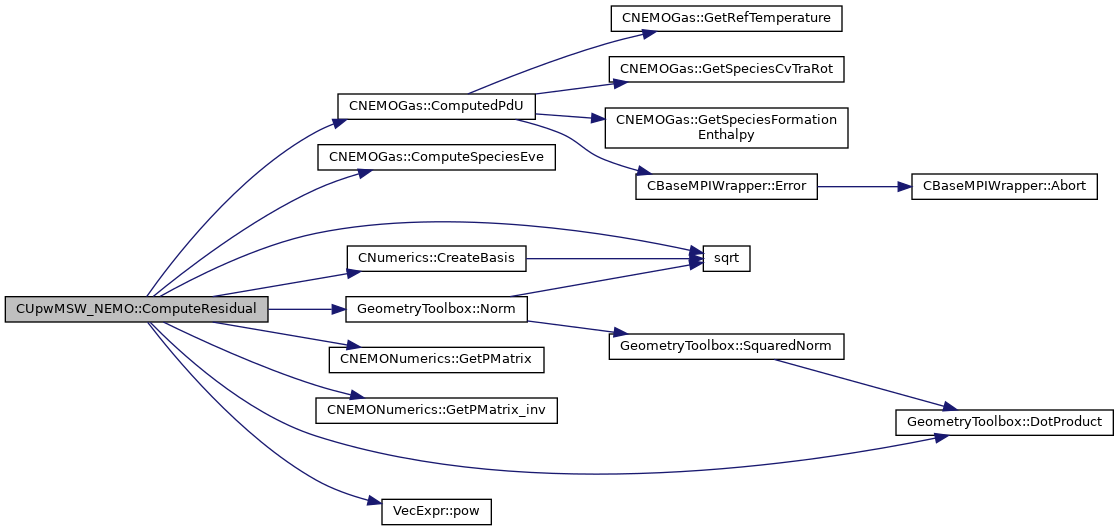 CNEMOGas::GetRefTemperature
CNEMOGas::GetSpeciesCvTraRot
CNEMOGas::ComputedPdU
CNEMOGas::GetSpeciesFormation
Enthalpy
CNEMOGas::ComputeSpeciesEve
CBaseMPIWrapper::Error
CBaseMPIWrapper::Abort
CNumerics::CreateBasis
sqrt
CUpwMSW_NEMO::ComputeResidual
GeometryToolbox::Norm
GeometryToolbox::SquaredNorm
CNEMONumerics::GetPMatrix
CNEMONumerics::GetPMatrix_inv
GeometryToolbox::DotProduct
VecExpr::pow